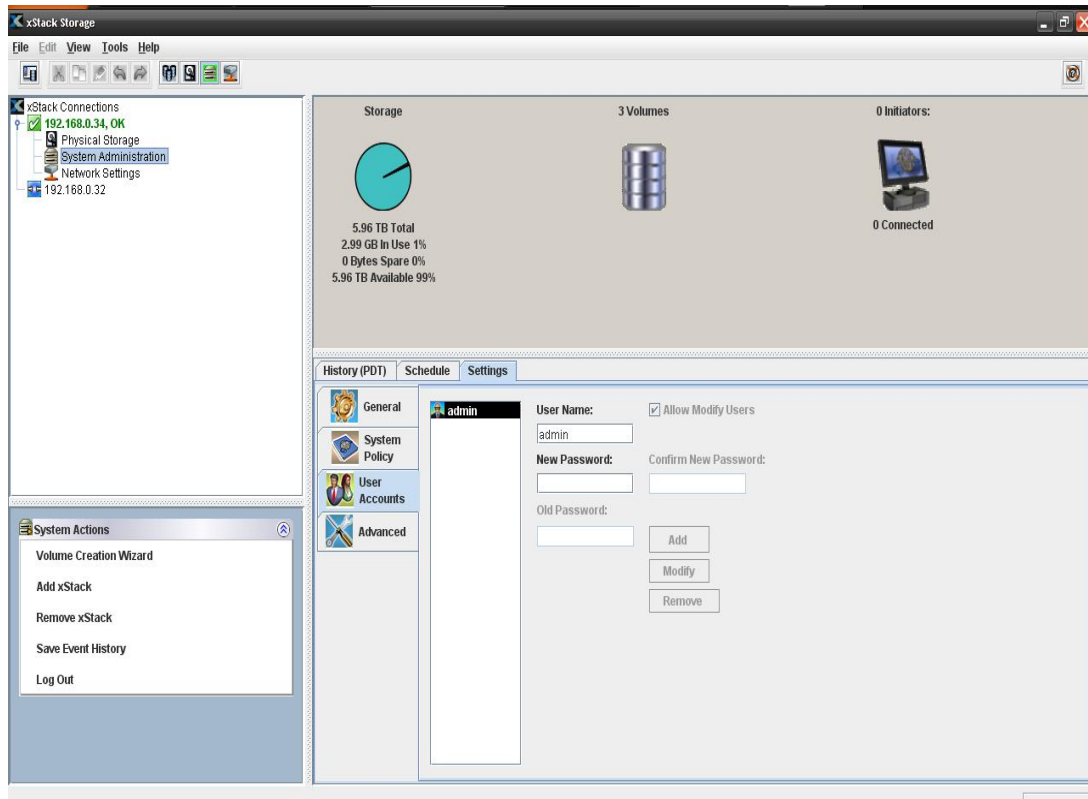 xStack Storage
File Edit View Tools Help
xStack Connections
192.168.0.34, OK
Physical Storage
System Administration
Network Settings
192.168.0.32
Storage
5.96 TB Total
2.99 GB In Use 1%
0 Bytes Spare 0%
5.96 TB Available 99%
3 Volumes
0 Initiators:
0 Connected
System Actions
Volume Creation Wizard
Add xStack
Remove xStack
Save Event History
Log Out
History (PDT) Schedule Settings
General
System
Policy
User
Accounts
Advanced
admin
User Name:
Allow Modify Users
admin
New Password:
Confirm New Password:
Old Password:
Add
Modify
Remove